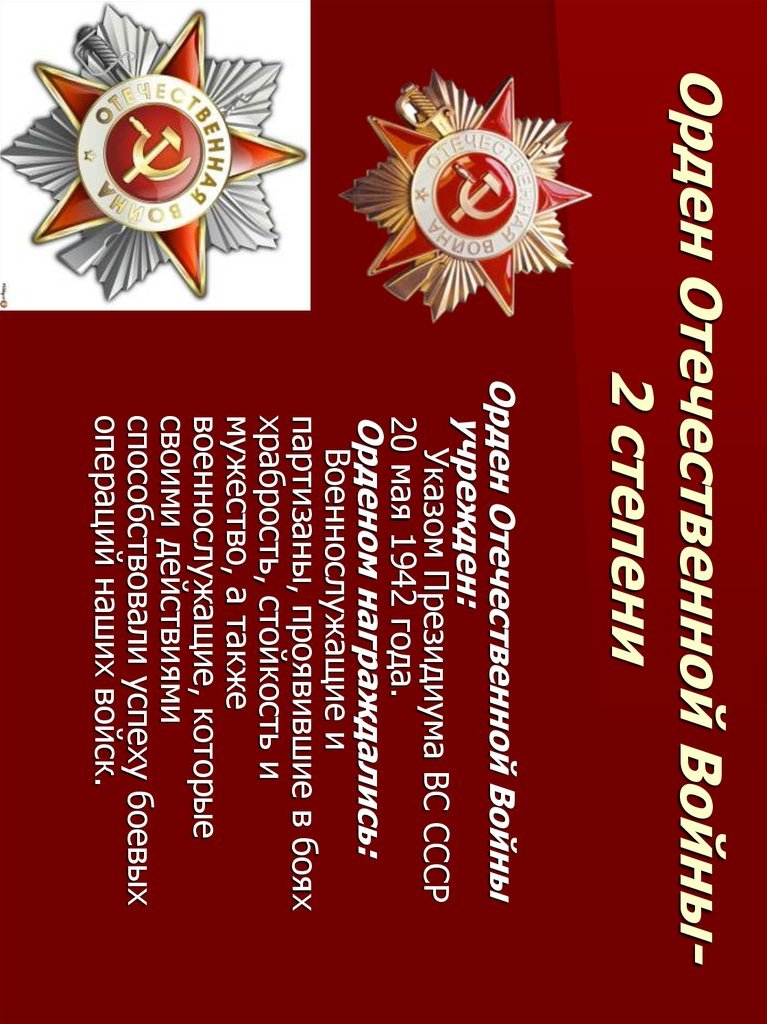 Орден Отечественной Войны-
2 степени
Орден Отечественной Войны
учрежден:
Указом Президиума ВС СССР
20 мая 1942 года.
Орденом награждались:
Военнослужащие и
партизаны, проявившие в боях
храбрость, стойкость и
мужество, а также
военнослужащие, которые
своими действиями
способствовали успеху боевых
операций наших войск.
ОТЕЧЕСТВЕННАЯ ВОЙНА
ОТЕЧЕСТВЕННАЯ ВОЙНА